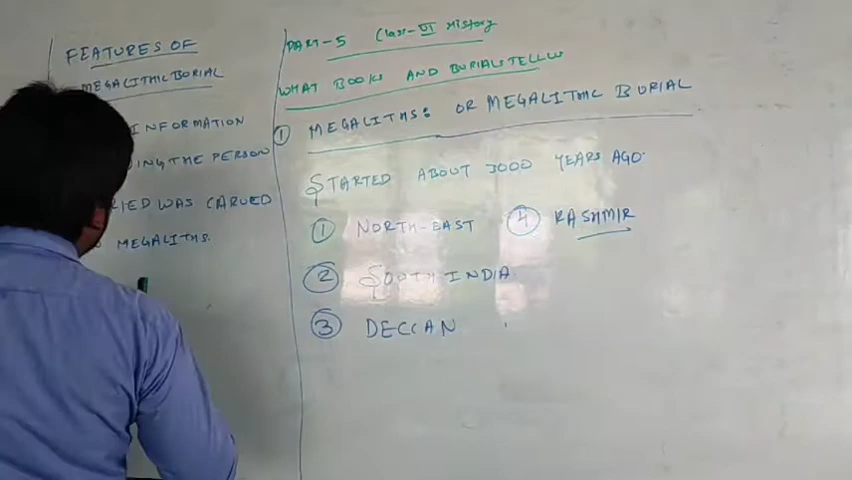 FEATURES OF
MEGALITHIC BURIAL
INFORMATION
THE PERSON
WAS CARVED
MEGALITHS.
PART-5 Class-VI History
WHAT BOOKS AND BURIALS TELL US
① MEGALITHS: OR MEGALITHIC BURIAL
STARTED ABOUT 3000 YEARS AGO.
① NORTH-EAST ④ KASHMIR
② SOUTH INDIA
③ DECCAN